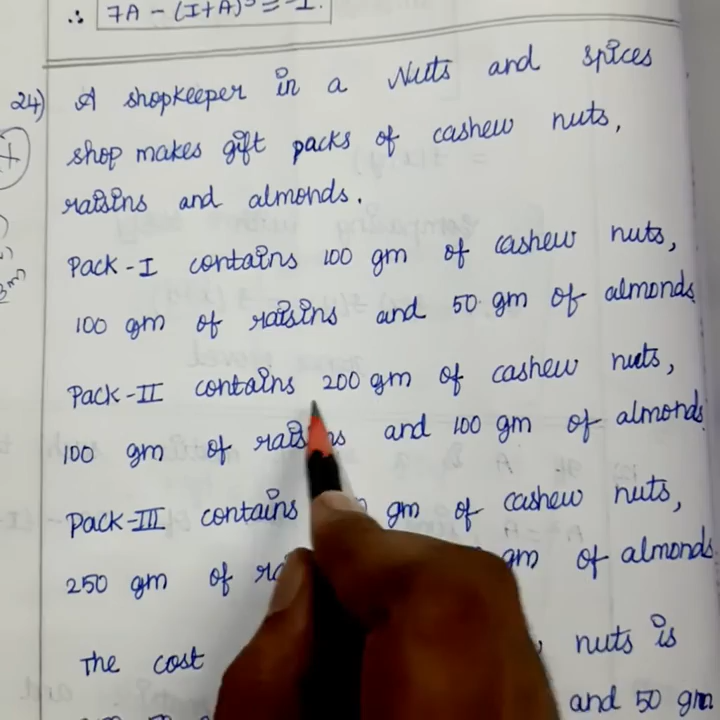 ∴ 7A - (I+A)³ = -I.
24) A shopkeeper in a Nuts and spices
shop makes gift packs of cashew nuts,
raisins and almonds.
Pack-I contains 100 gm of cashew nuts,
100 gm of raisins and 50 gm of almonds
Pack-II contains 200 gm of cashew nuts,
100 gm of raisins and 100 gm of almonds
Pack-III contains gm of cashew nuts,
250 gm of gm of almonds
The cost nuts is
and 50 gm